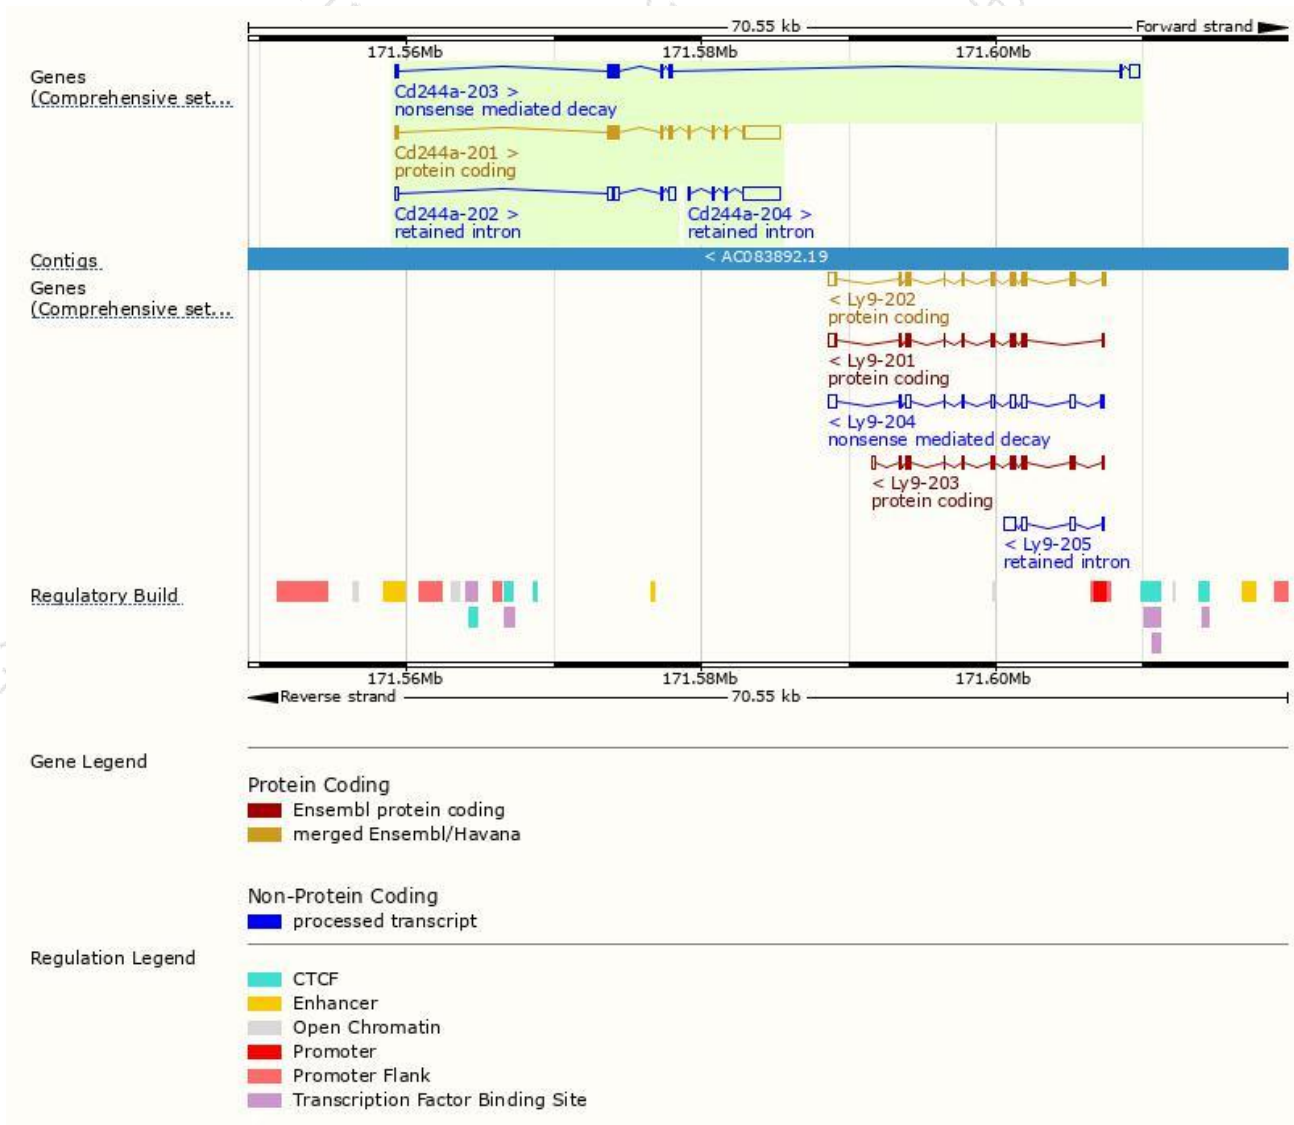 70.55 kb
Forward strand
171.56Mb 171.58Mb 171.60Mb
Genes
(Comprehensive set...
Cd244a-203 >
nonsense mediated decay
Cd244a-201 >
protein coding
Cd244a-202 > Cd244a-204 >
retained intron retained intron
Contigs
< AC083892.19
Genes
(Comprehensive set...
< Ly9-202
protein coding
< Ly9-201
protein coding
< Ly9-204
nonsense mediated decay
< Ly9-203
protein coding
< Ly9-205
retained intron
Regulatory Build
171.56Mb 171.58Mb 171.60Mb
Reverse strand
70.55 kb
Gene Legend
Protein Coding
Ensembl protein coding
merged Ensembl/Havana
Non-Protein Coding
processed transcript
Regulation Legend
CTCF
Enhancer
Open Chromatin
Promoter
Promoter Flank
Transcription Factor Binding Site